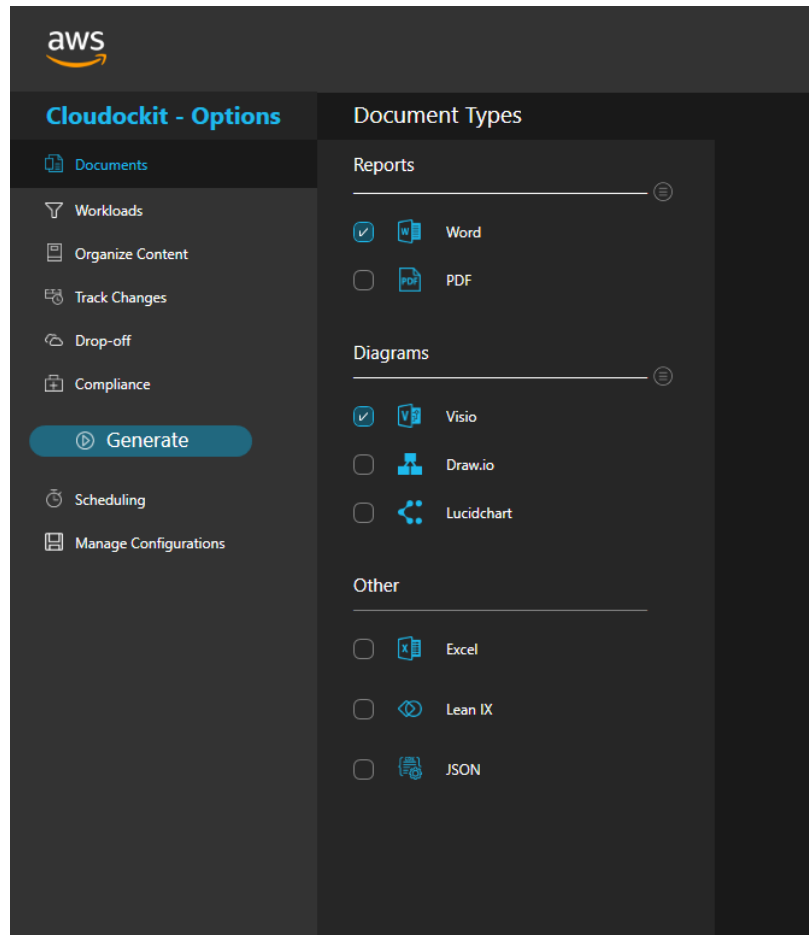 aws
Cloudockit - Options
Documents
Workloads
Organize Content
Track Changes
Drop-off
Compliance
Generate
Scheduling
Manage Configurations
Document Types
Reports
Word
PDF
Diagrams
Visio
Draw.io
Lucidchart
Other
Excel
Lean IX
JSON